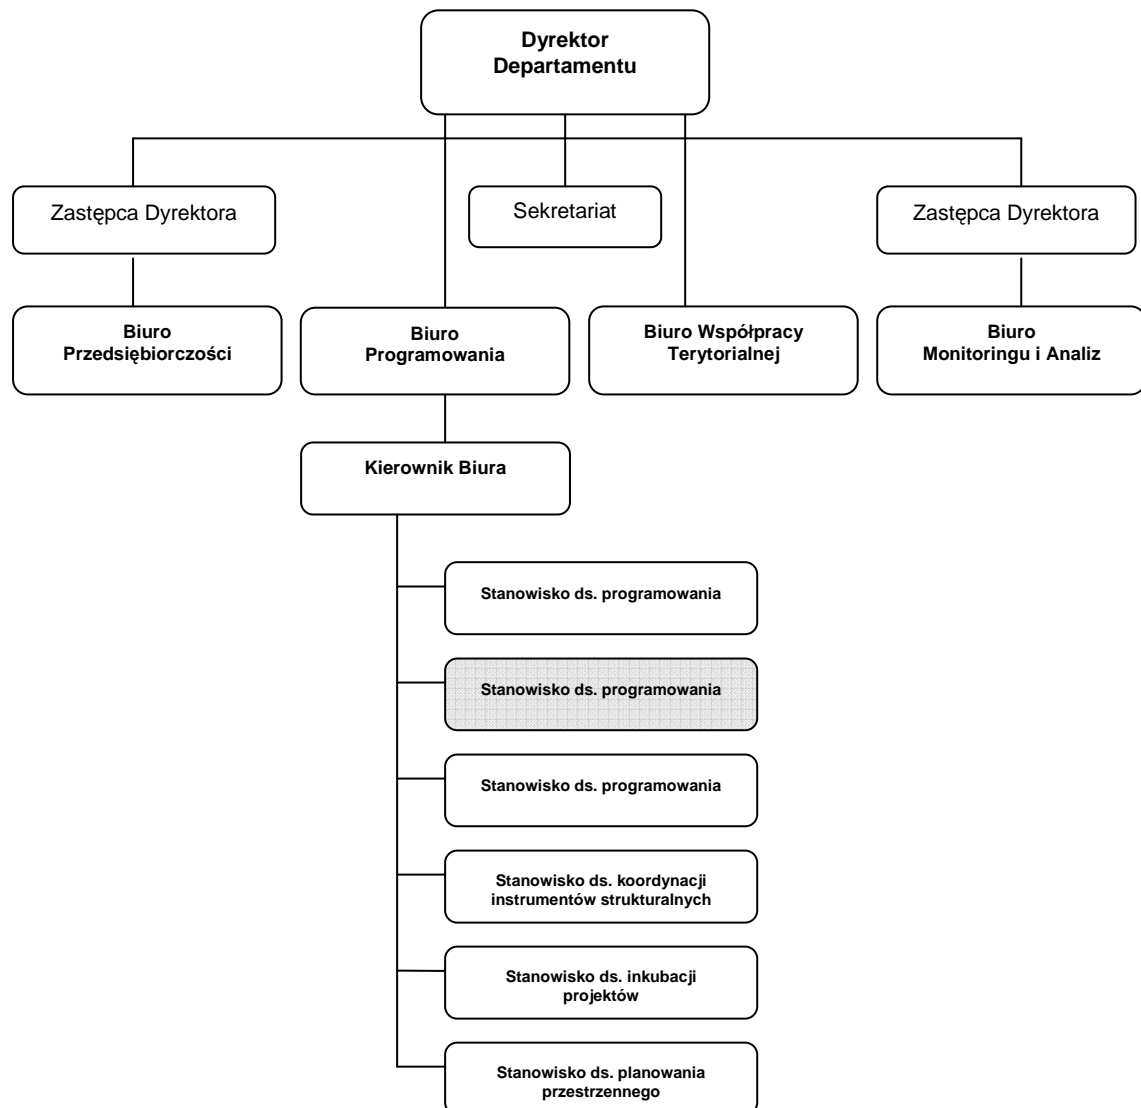 Dyrektor
Departamentu
Zastępca Dyrektora
Sekretariat
Zastępca Dyrektora
Biuro
Przedsiębiorczości
Biuro
Programowania
Biuro Współpracy
Terytorialnej
Biuro
Monitoringu i Analiz
Kierownik Biura
Stanowisko ds. programowania
Stanowisko ds. programowania
Stanowisko ds. programowania
Stanowisko ds. koordynacji
instrumentów strukturalnych
Stanowisko ds. inkubacji
projektów
Stanowisko ds. planowania
przestrzennego